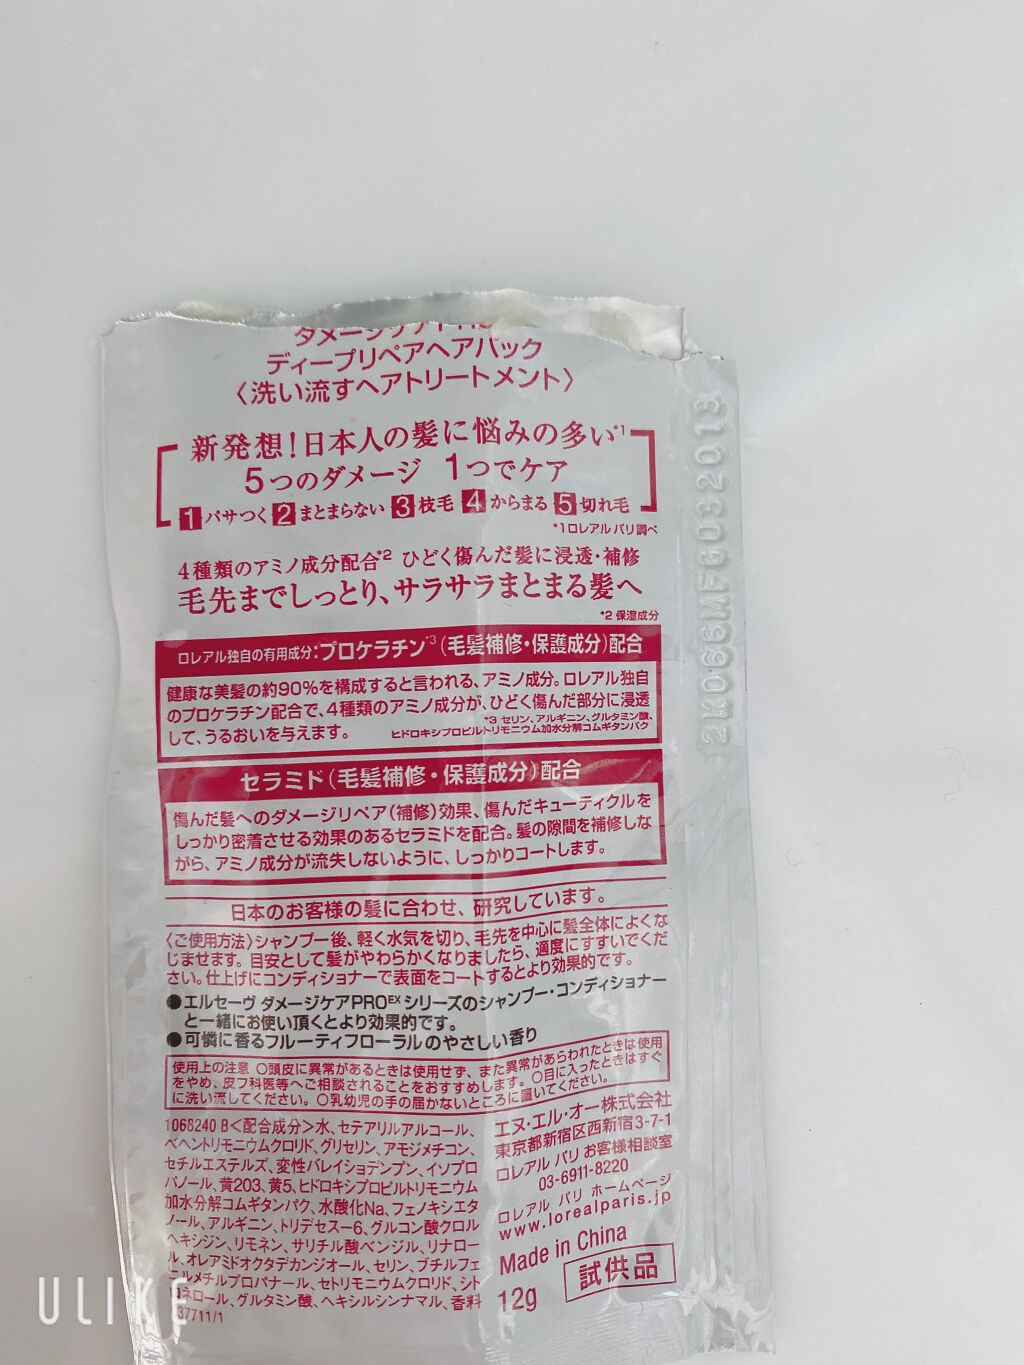 ディープリペアヘアパック
〈洗い流すヘアトリートメント〉
新発想！日本人の髪に悩みの多い*1
5つのダメージ 1つでケア
1 パサつく 2 まとまらない 3 枝毛 4 からまる 5 切れ毛
*1ロレアル パリ調べ
4種類のアミノ成分配合*2 ひどく傷んだ髪に浸透・補修
毛先までしっとり、サラサラまとまる髪へ
*2 保湿成分
ロレアル独自の有用成分:プロケラチン*3（毛髪補修・保護成分）配合
健康な美髪の約90%を構成すると言われる、アミノ成分。ロレアル独自
のプロケラチン配合で、4種類のアミノ成分が、ひどく傷んだ部分に浸透
して、うるおいを与えます。
*3 セリン、アルギニン、グルタミン酸、
ヒドロキシプロピルトリモニウム加水分解コムギタンパク
セラミド（毛髪補修・保護成分）配合
傷んだ髪へのダメージリペア（補修）効果、傷んだキューティクルを
しっかり密着させる効果のあるセラミドを配合。髪の隙間を補修しな
がら、アミノ成分が流失しないように、しっかりコートします。
日本のお客様の髪に合わせ、研究しています。
〈ご使用方法〉シャンプー後、軽く水気を切り、毛先を中心に髪全体によくな
じませます。目安として髪がやわらかくなりましたら、適度にすすいでくだ
さい。仕上げにコンディショナーで表面をコートするとより効果的です。
●エルセーヴ ダメージケアPROEXシリーズのシャンプー・コンディショナー
と一緒にお使い頂くとより効果的です。
●可憐に香るフルーティフローラルのやさしい香り
使用上の注意 〇頭皮に異常があるときは使用せず、また異常があらわれたときは使用
をやめ、皮フ科医等へご相談されることをおすすめします。〇目に入ったときはすぐ
に洗い流してください。〇乳幼児の手の届かないところに置いてください。
1068240 B＜配合成分＞水、セテアリルアルコール、
ベヘントリモニウムクロリド、グリセリン、アモジメチコン、
セチルエステルズ、変性バレイショデンプン、イソプロ
パノール、黄203、黄5、ヒドロキシプロピルトリモニウム
加水分解コムギタンパク、水酸化Na、フェノキシエタ
ノール、アルギニン、トリデセス－6、グルコン酸クロル
ヘキシジン、リモネン、サリチル酸ベンジル、リナロー
ル、オレアミドオクタデカンジオール、セリン、ブチルフェ
ニルメチルプロパナール、セトリモニウムクロリド、シト
ロネロール、グルタミン酸、ヘキシルシンナマル、香料
37711/1
エヌ・エル・オー株式会社
東京都新宿区西新宿3-7-1
ロレアル パリ お客様相談室
03-6911-8220
ロレアル パリ ホームページ
www.lorealparis.jp
Made in China
12g 試供品
2K066MFG032013
ULIKE